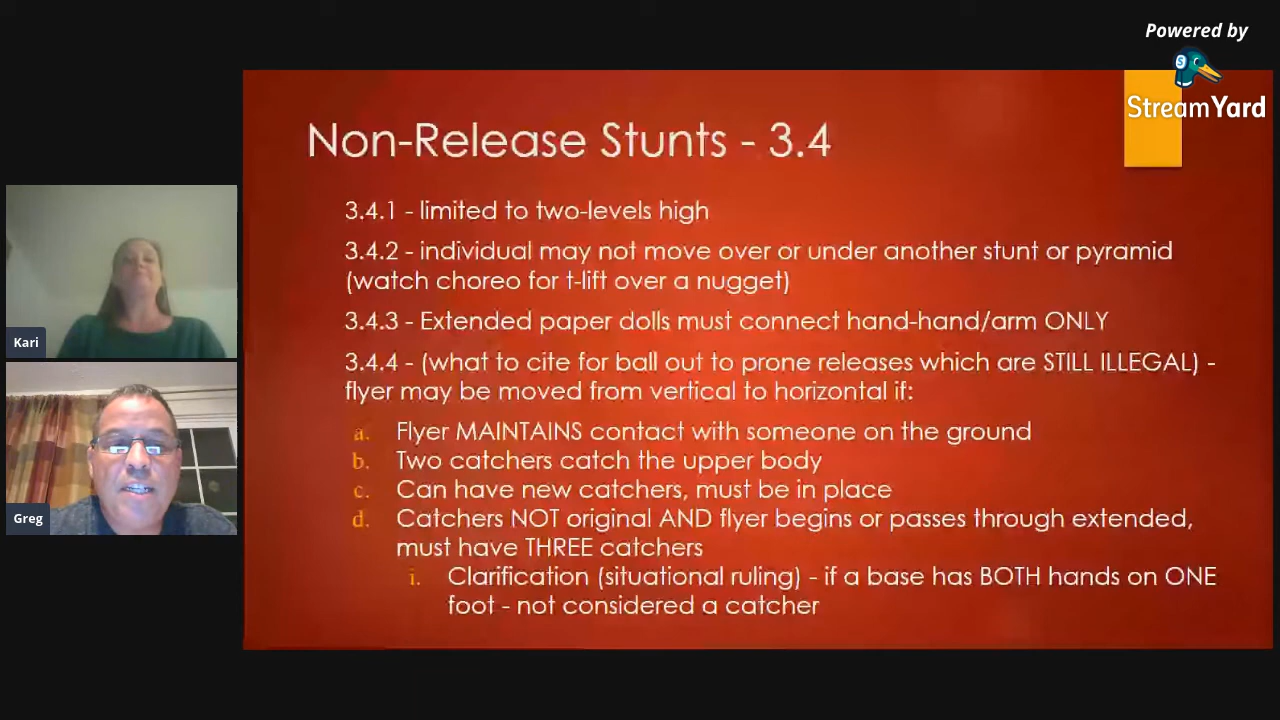 Powered by
StreamYard
Non-Release Stunts - 3.4
3.4.1 - limited to two-levels high
3.4.2 - individual may not move over or under another stunt or pyramid
(watch choreo for t-lift over a nugget)
3.4.3 - Extended paper dolls must connect hand-hand/arm ONLY
3.4.4 - (what to cite for ball out to prone releases which are STILL ILLEGAL) -
flyer may be moved from vertical to horizontal if:
a. Flyer MAINTAINS contact with someone on the ground
b. Two catchers catch the upper body
c. Can have new catchers, must be in place
d. Catchers NOT original AND flyer begins or passes through extended,
must have THREE catchers
i. Clarification (situational ruling) - if a base has BOTH hands on ONE
foot - not considered a catcher
Kari
Greg